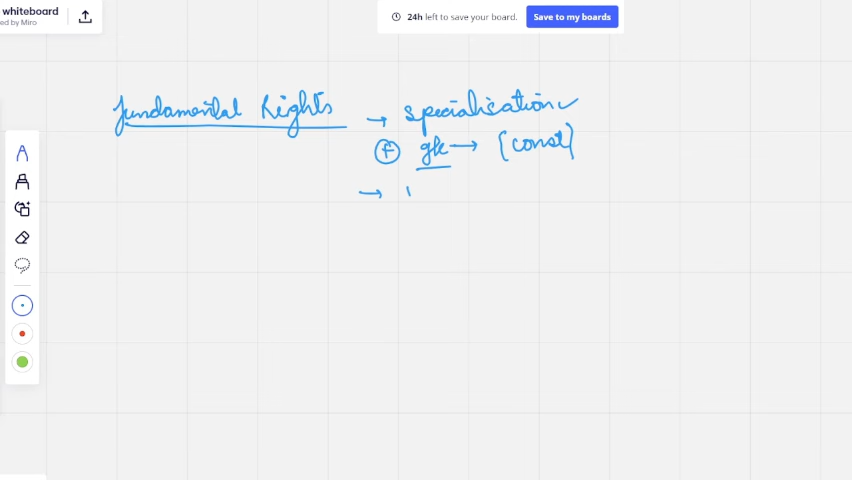 whiteboard
ed by Miro
24h left to save your board.
Save to my boards
fundamental Rights → specialisation ✓
+ gk → {const}
→